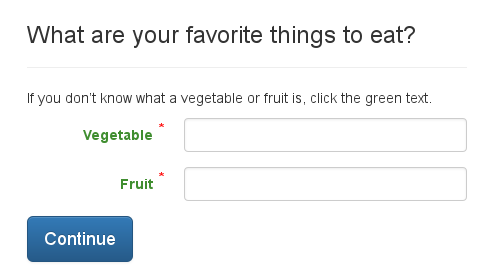 What are your favorite things to eat?
If you don't know what a vegetable or fruit is, click the green text.
Vegetable *
Fruit *
Continue